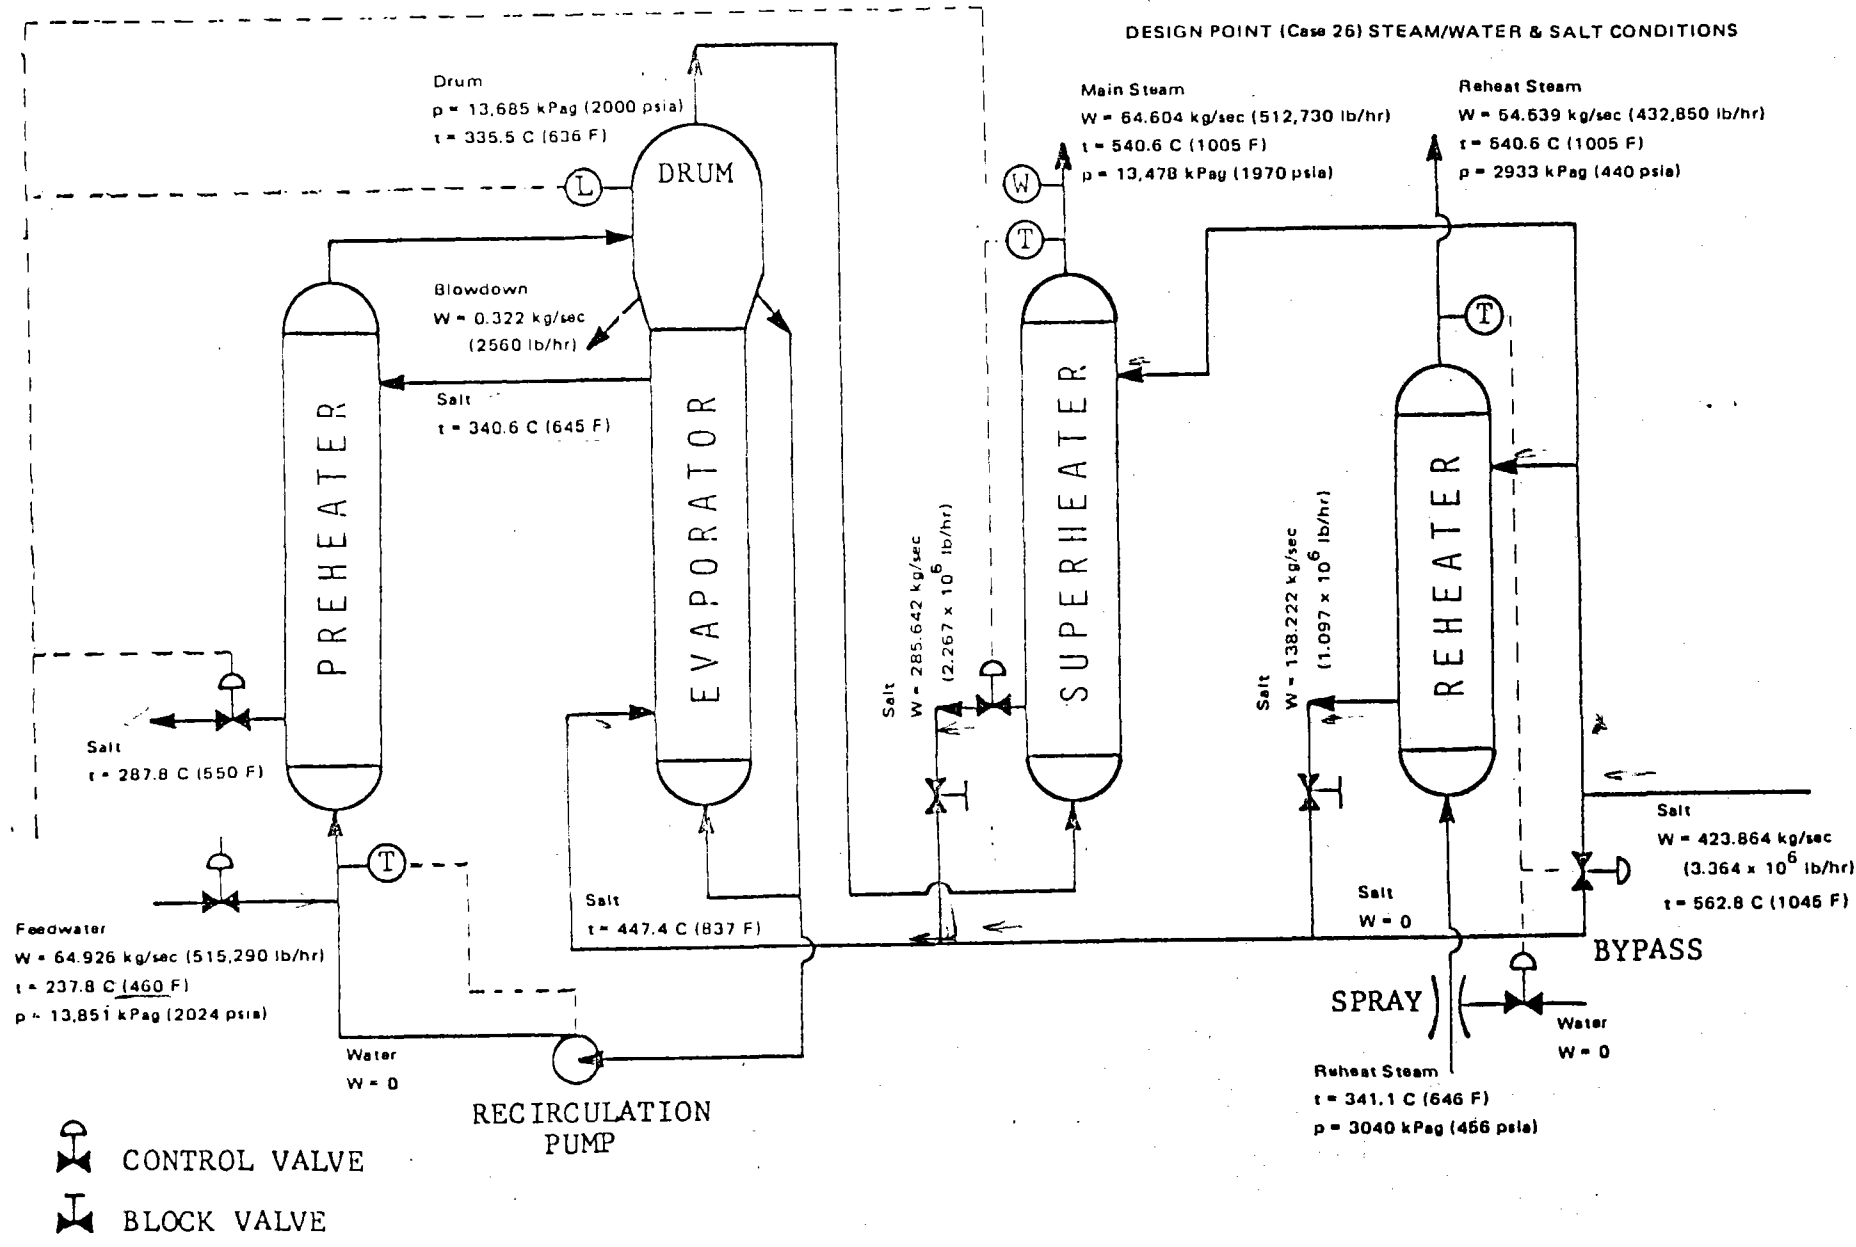 DESIGN POINT (Case 26) STEAM/WATER & SALT CONDITIONS
Drum
p = 13,685 kPag (2000 psia)
t = 335.5 C (636 F)
Main Steam
W = 64.604 kg/sec (512,730 lb/hr)
t = 540.6 C (1005 F)
p = 13,478 kPag (1970 psia)
Reheat Steam
W = 54.539 kg/sec (432,850 lb/hr)
t = 540.6 C (1005 F)
p = 2933 kPag (440 psia)
DRUM
L
W
T
T
Blowdown
W = 0.322 kg/sec
(2560 lb/hr)
Salt
t = 340.6 C (645 F)
PREHEATER
EVAPORATOR
SUPERHEATER
REHEATER
Salt
W = 285.642 kg/sec
(2.267 x 10^6 lb/hr)
Salt
W = 138.222 kg/sec
(1.097 x 10^6 lb/hr)
Salt
t = 287.8 C (550 F)
T
Salt
W = 423.864 kg/sec
(3.364 x 10^6 lb/hr)
t = 562.8 C (1045 F)
Salt
W = 0
Salt
t = 447.4 C (837 F)
BYPASS
Feedwater
W = 64.926 kg/sec (515,290 lb/hr)
t = 237.8 C (460 F)
p = 13,851 kPag (2024 psia)
SPRAY
Water
W = 0
Water
W = 0
Reheat Steam
t = 341.1 C (646 F)
p = 3040 kPag (456 psia)
RECIRCULATION
PUMP
CONTROL VALVE
BLOCK VALVE